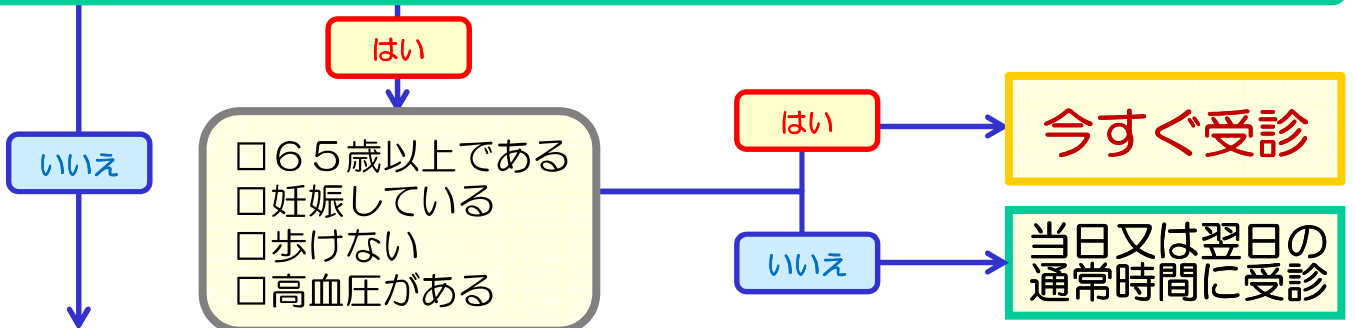 はい
いいえ
□６５歳以上である
□妊娠している
□歩けない
□高血圧がある
はい
今すぐ受診
いいえ
当日又は翌日の
通常時間に受診